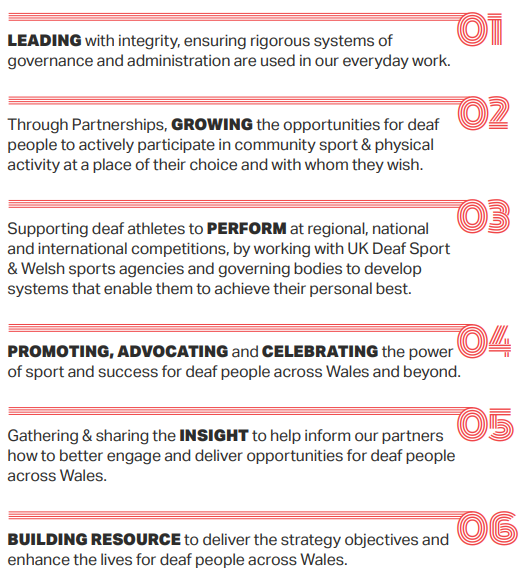 01
LEADING with integrity, ensuring rigorous systems of
governance and administration are used in our everyday work.
02
Through Partnerships, GROWING the opportunities for deaf
people to actively participate in community sport & physical
activity at a place of their choice and with whom they wish.
03
Supporting deaf athletes to PERFORM at regional, national
and international competitions, by working with UK Deaf Sport
& Welsh sports agencies and governing bodies to develop
systems that enable them to achieve their personal best.
04
PROMOTING, ADVOCATING and CELEBRATING the power
of sport and success for deaf people across Wales and beyond.
05
Gathering & sharing the INSIGHT to help inform our partners
how to better engage and deliver opportunities for deaf people
across Wales.
06
BUILDING RESOURCE to deliver the strategy objectives and
enhance the lives for deaf people across Wales.